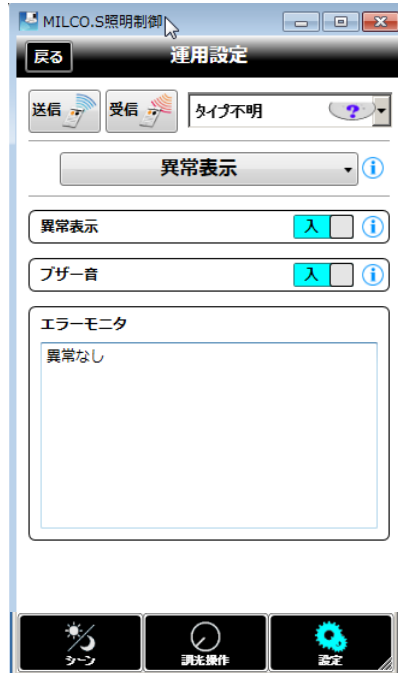 MILCO.S照明制御
戻る 運用設定
送信 受信 タイプ不明 ?
異常表示 i
異常表示 入 i
ブザー音 入 i
エラーモニタ
異常なし
シーン 調光操作 設定